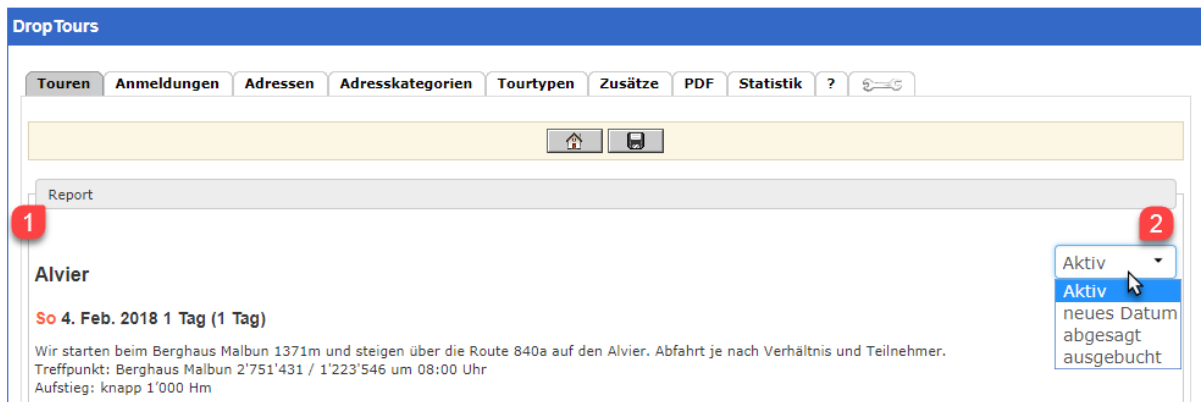 DropTours
Touren Anmeldungen Adressen Adresskategorien Tourtypen Zusätze PDF Statistik ?
Report
1
2
Alvier
Aktiv
Aktiv
neues Datum
abgesagt
ausgebucht
So 4. Feb. 2018 1 Tag (1 Tag)
Wir starten beim Berghaus Malbun 1371m und steigen über die Route 840a auf den Alvier. Abfahrt je nach Verhältnis und Teilnehmer.
Treffpunkt: Berghaus Malbun 2'751'431 / 1'223'546 um 08:00 Uhr
Aufstieg: knapp 1’000 Hm